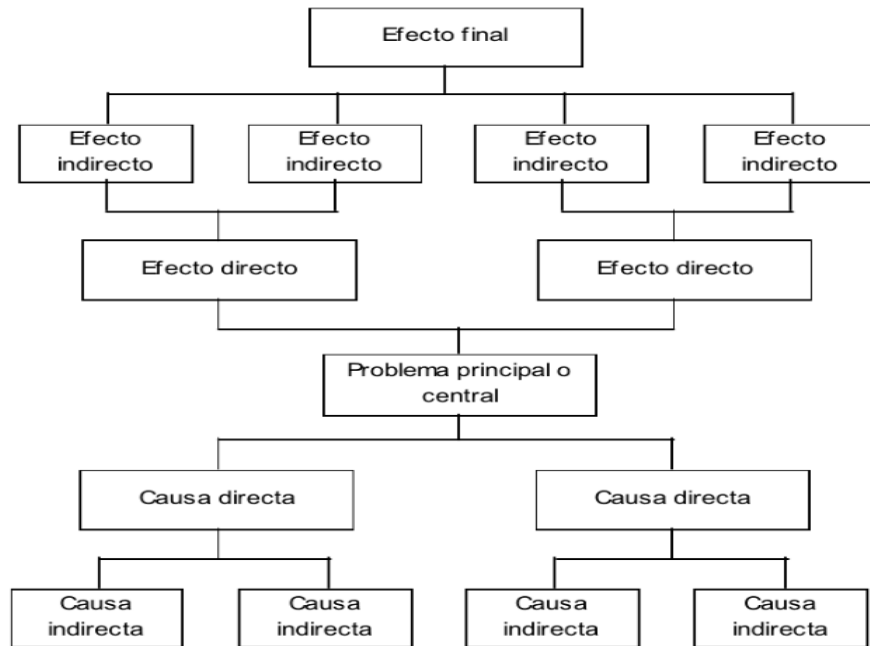 Efecto final
Efecto
indirecto
Efecto
indirecto
Efecto
indirecto
Efecto
indirecto
Efecto directo
Efecto directo
Problema principal o
central
Causa directa
Causa directa
Causa
indirecta
Causa
indirecta
Causa
indirecta
Causa
indirecta